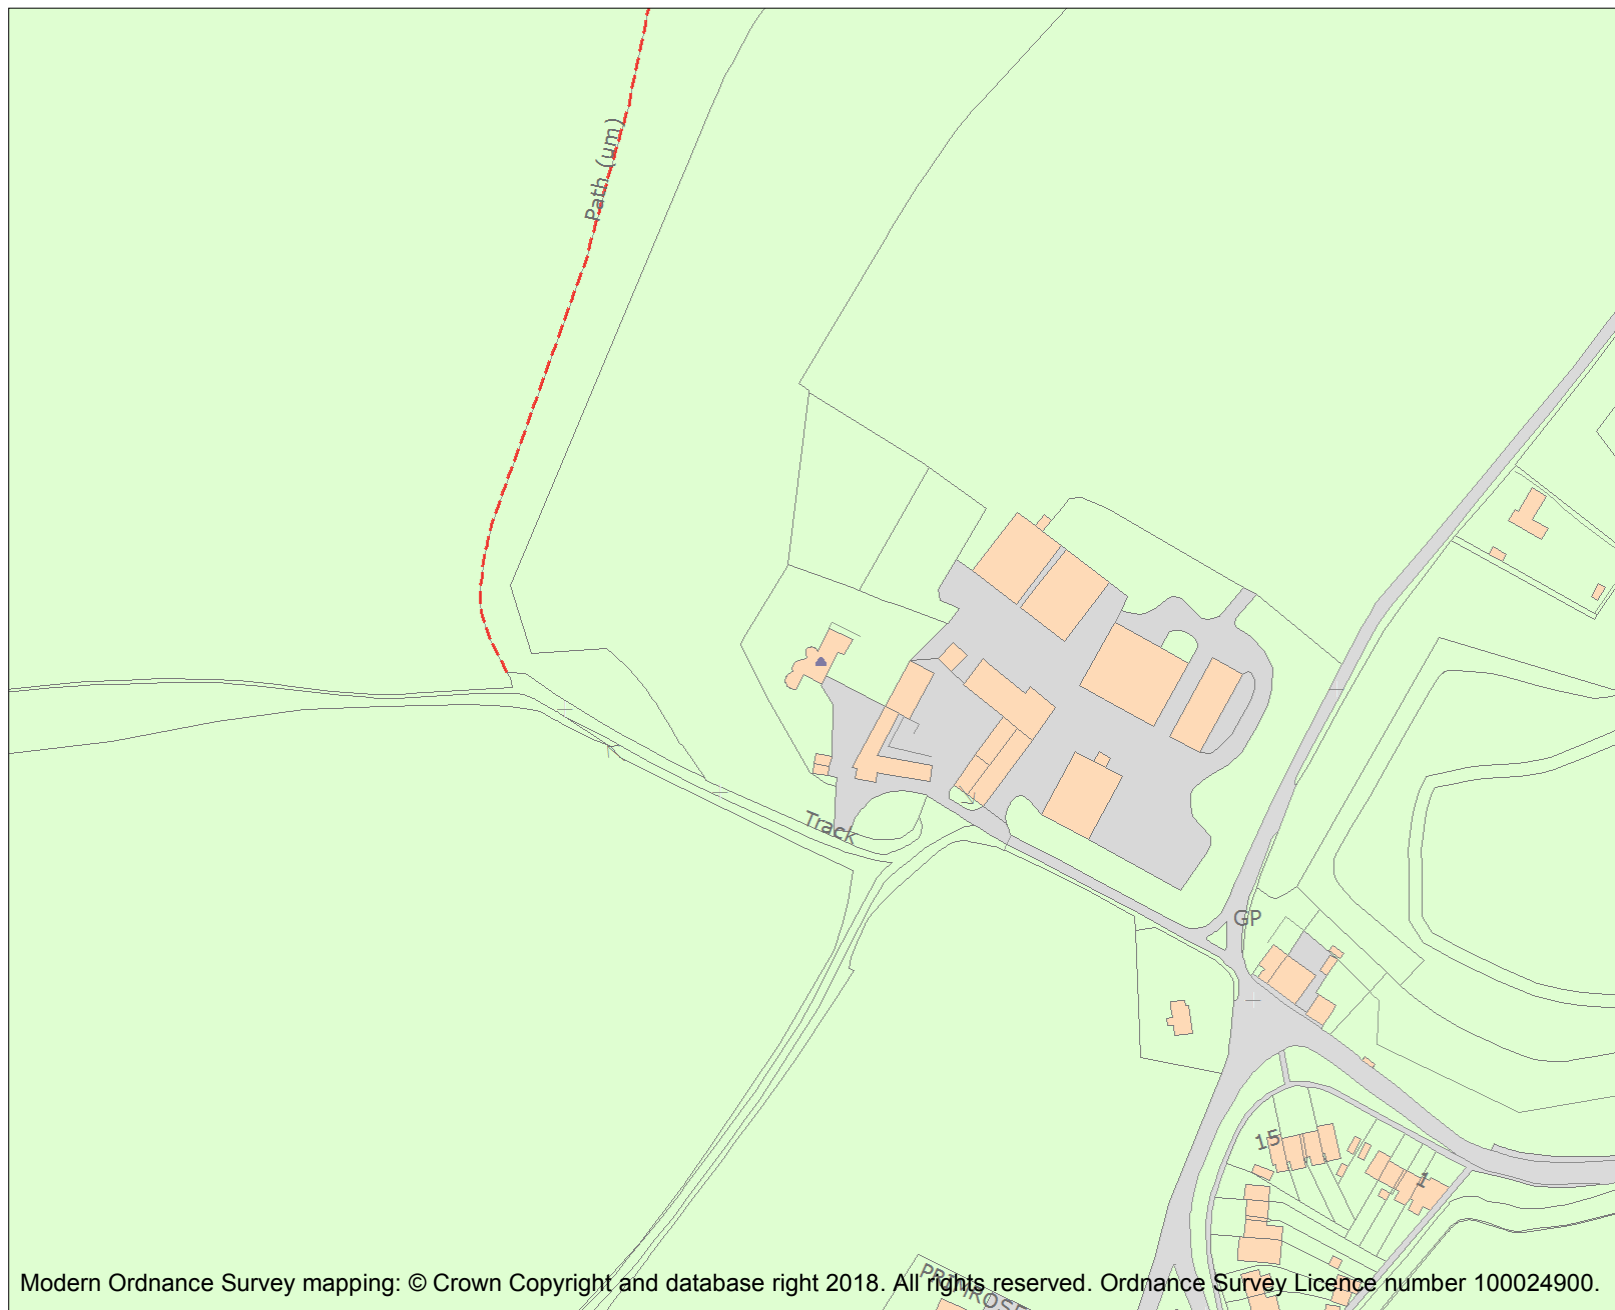 Path (um)
Track
GP
15
1
PRIMROSE
Modern Ordnance Survey mapping: © Crown Copyright and database right 2018. All rights reserved. Ordnance Survey Licence number 100024900.